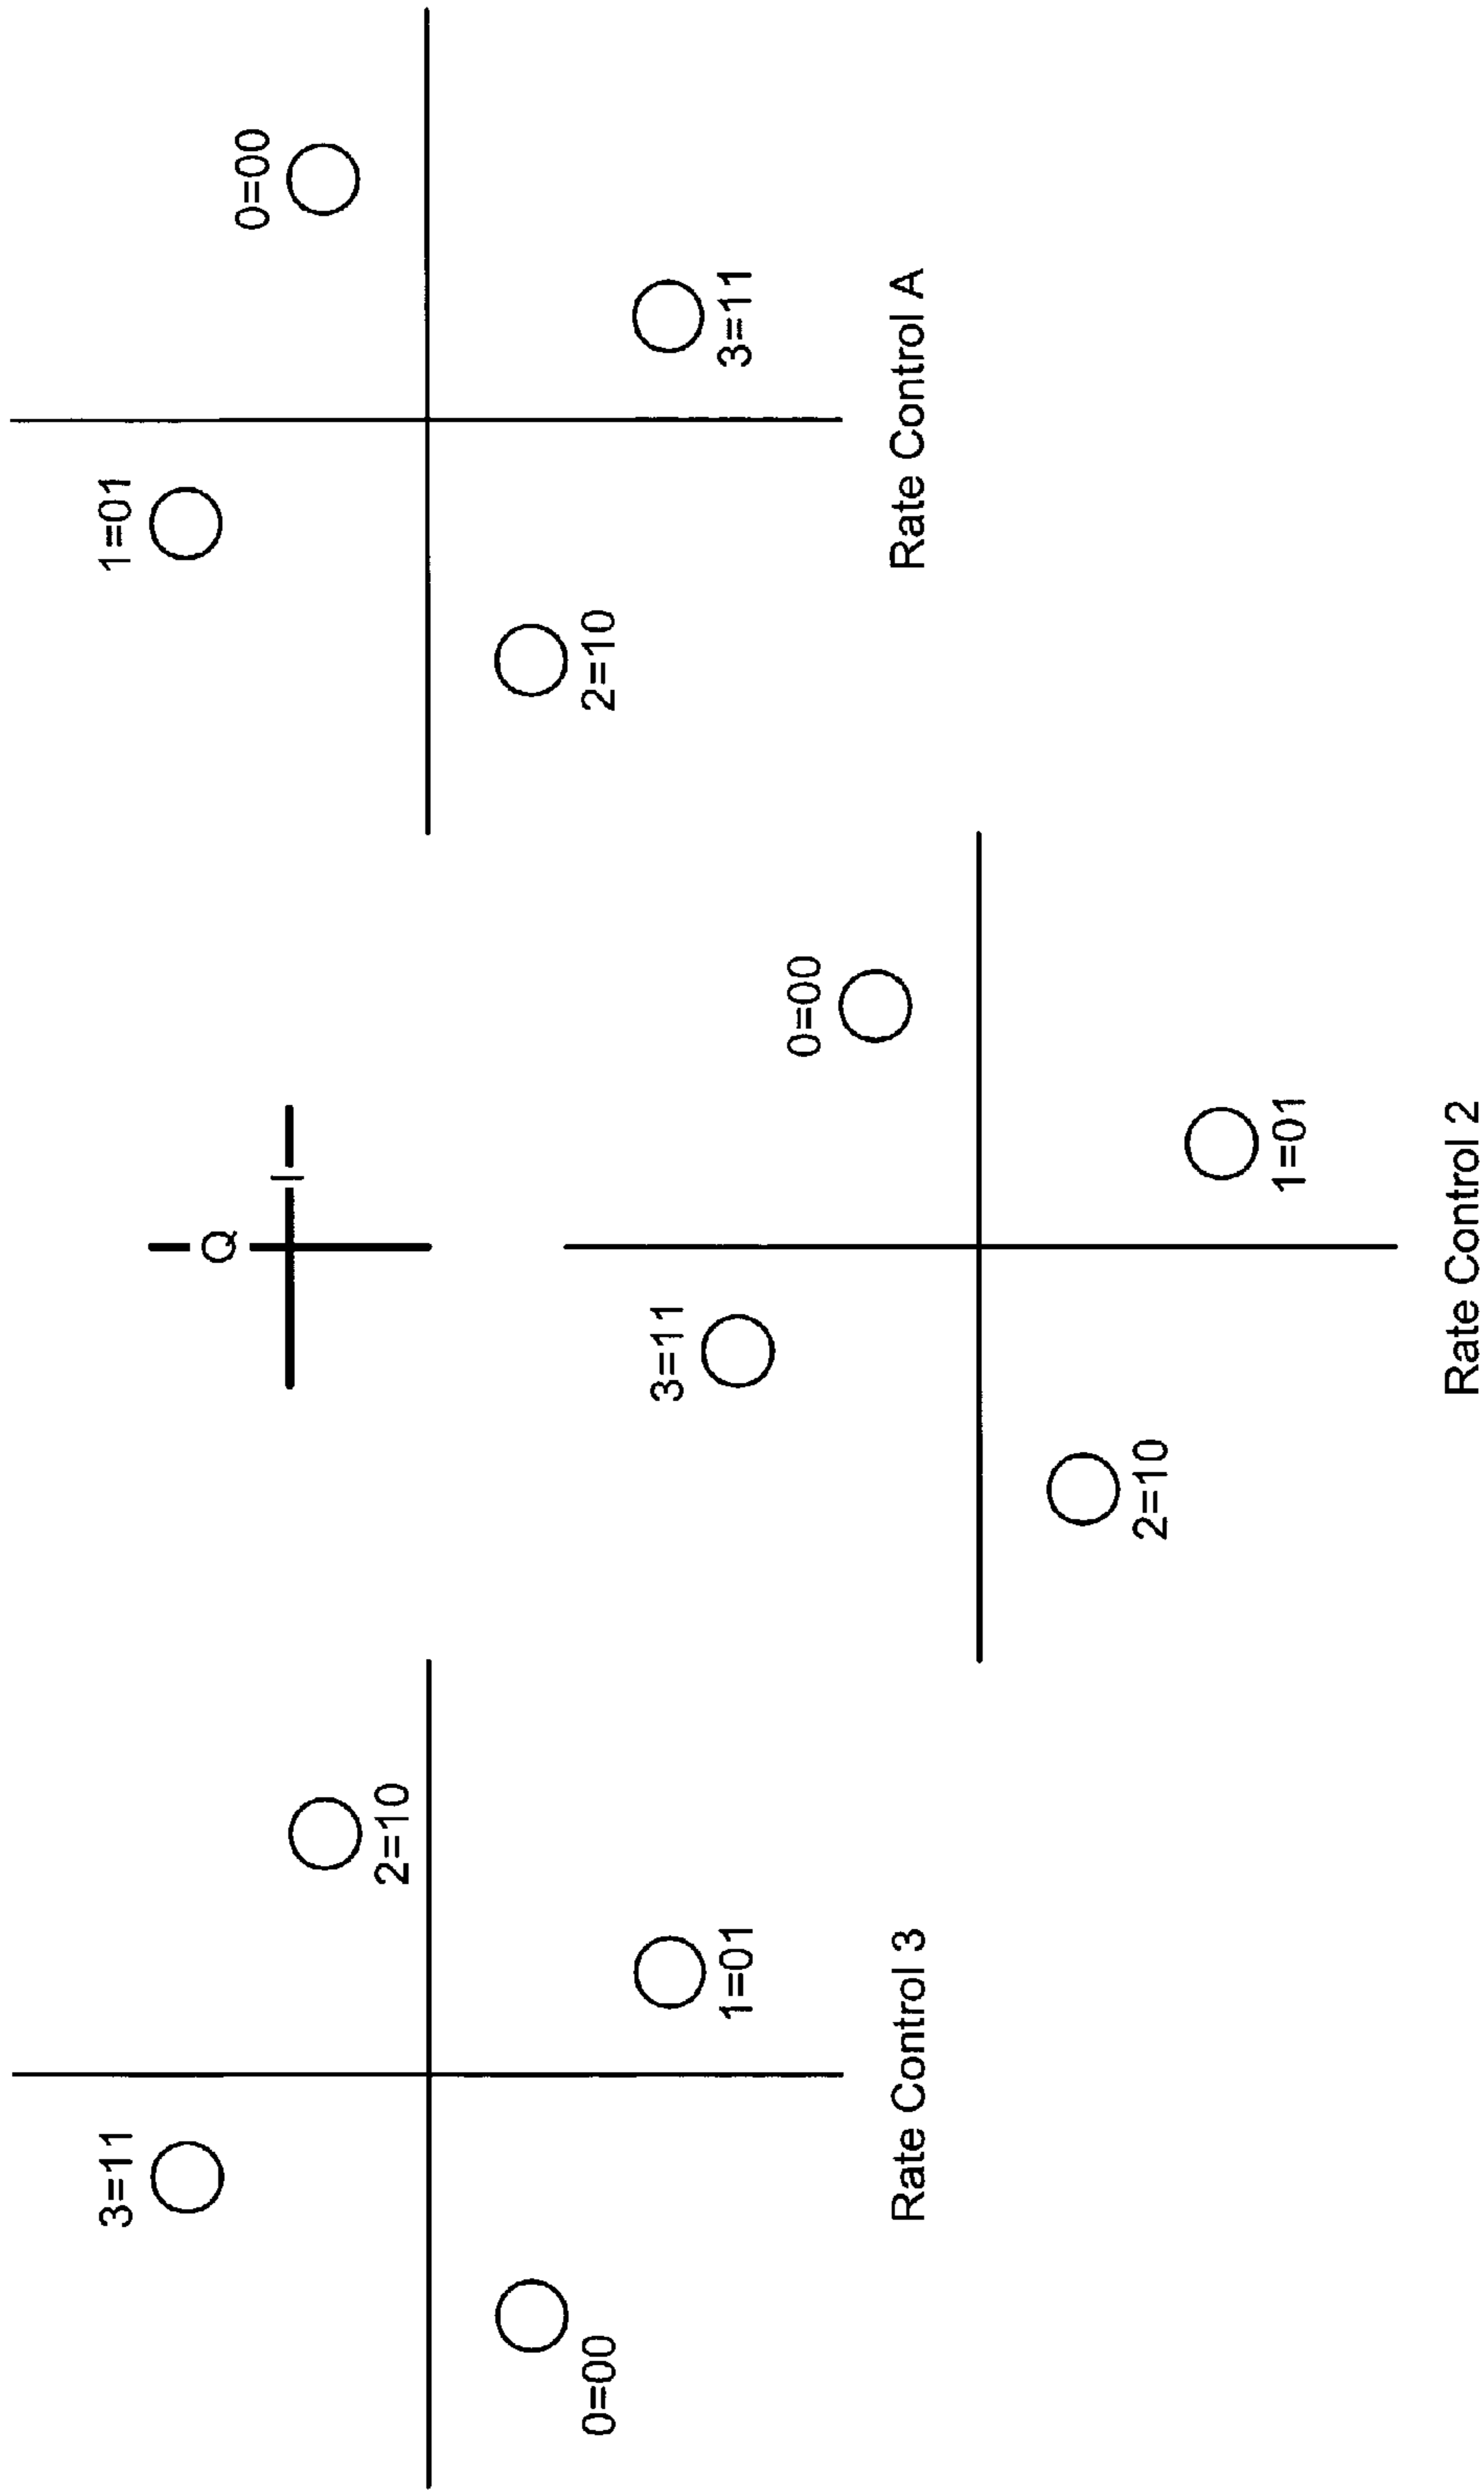 3=11
2=10
0=00
1=01
Rate Control 3
Q
I
3=11
0=00
2=10
1=01
Rate Control 2
1=01
0=00
2=10
3=11
Rate Control A